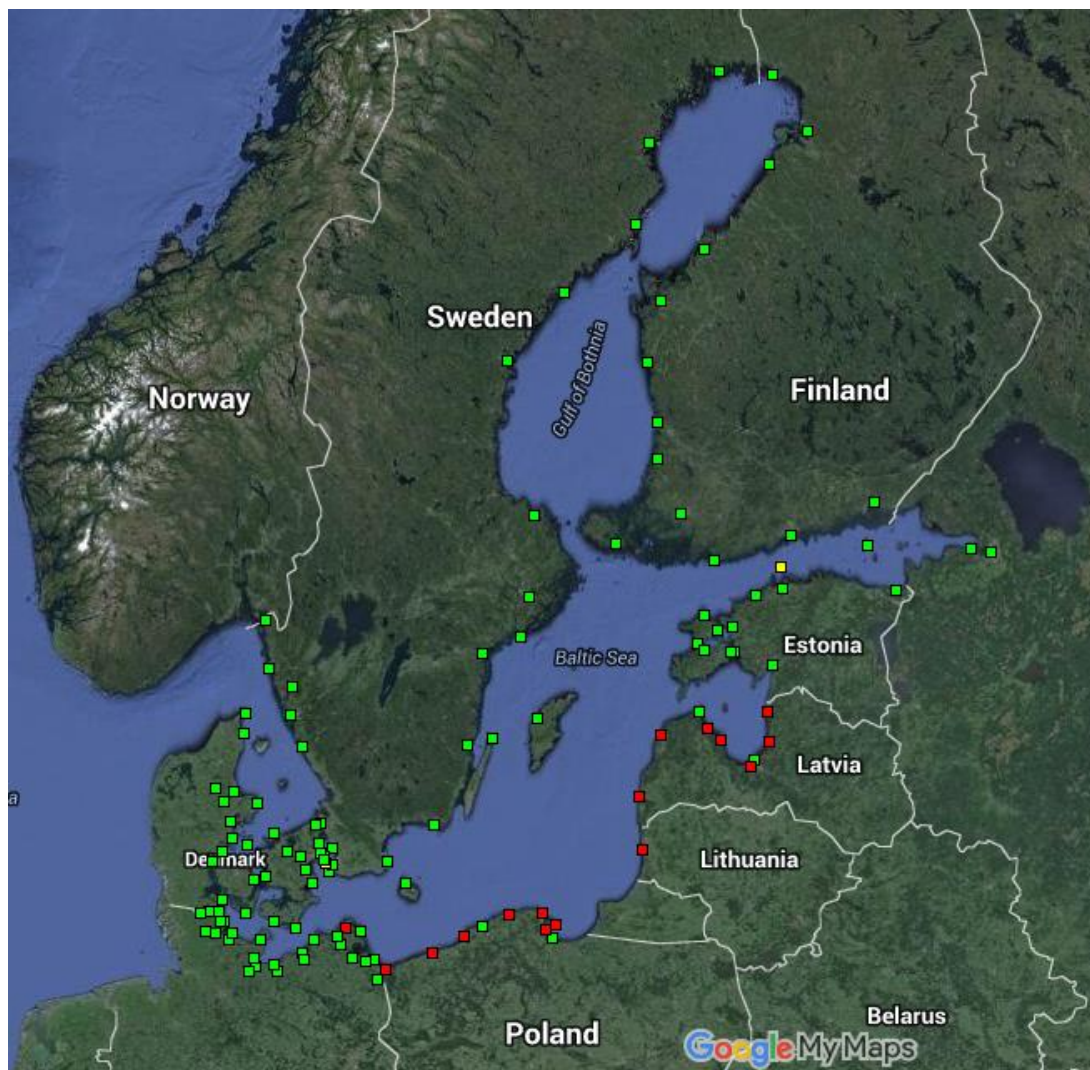 Sweden
Gulf of Bothnia
Norway
Finland
Estonia
Baltic Sea
Latvia
a
Denmark
Lithuania
Belarus
Poland
Google My Maps